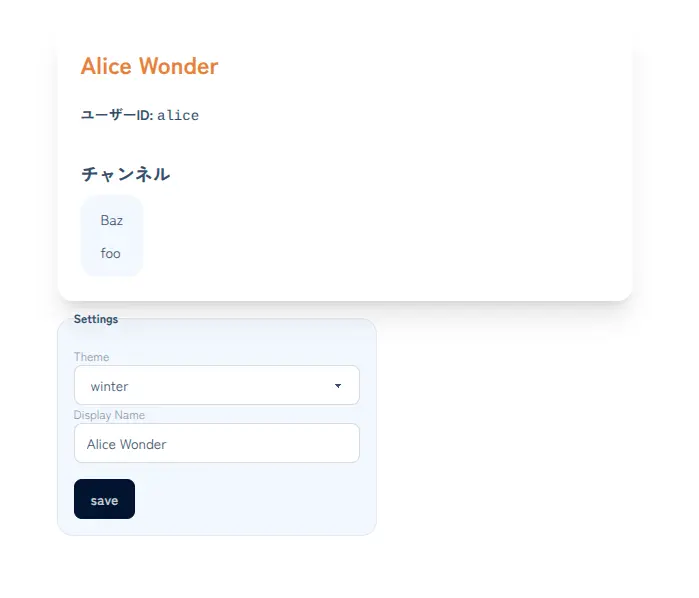 Alice Wonder
ユーザーID: alice
チャンネル
Baz
foo
Settings
Theme
winter
Display Name
Alice Wonder
save